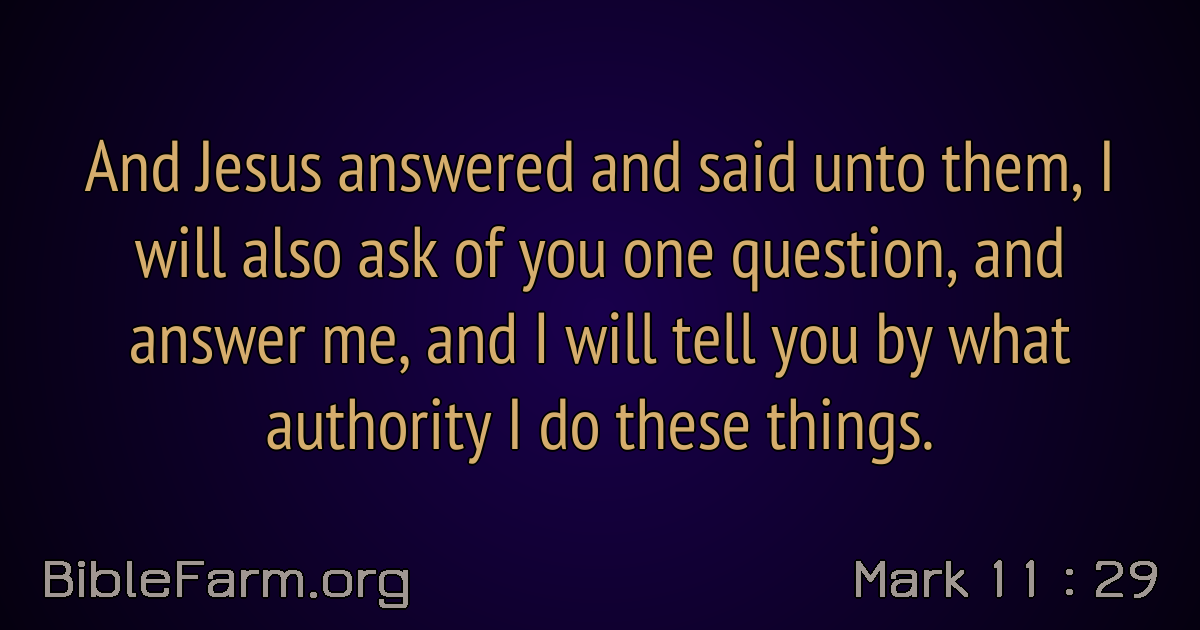 And Jesus answered and said unto them, I
will also ask of you one question, and
answer me, and I will tell you by what
authority I do these things.
BibleFarm.org
Mark 11 : 29